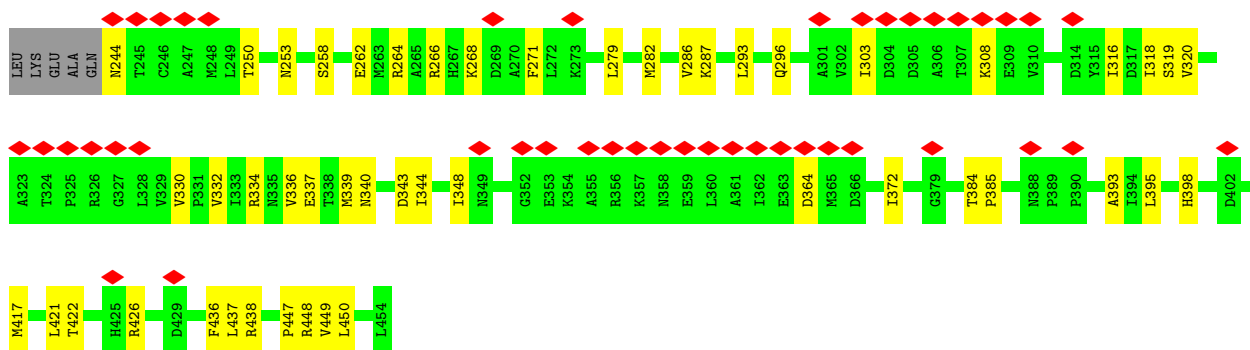 LEU LYS GLU ALA GLN N244 T245 C246 A247 M248 L249 T250 N253 S258 E262 M263 R264 A265 R266 H267 K268 D269 A270 F271 L272 K273 L279 M282 V286 K287 L293 Q296 A301 V302 I303 D304 D305 A306 T307 K308 E309 V310 D314 Y315 I316 D317 I318 S319 V320
A323 T324 P325 R326 G327 L328 V329 V330 P331 V332 I333 R334 N335 V336 E337 T338 M339 N340 D343 I344 I348 N349 G352 E353 K354 A355 R356 K357 N358 E359 L360 A361 I362 E363 D364 M365 D366 I372 G379 T384 P385 N388 P389 P390 A393 I394 L395 H398 D402
M417 L421 T422 H425 R426 D429 F436 L437 R438 P447 R448 V449 L450 L454